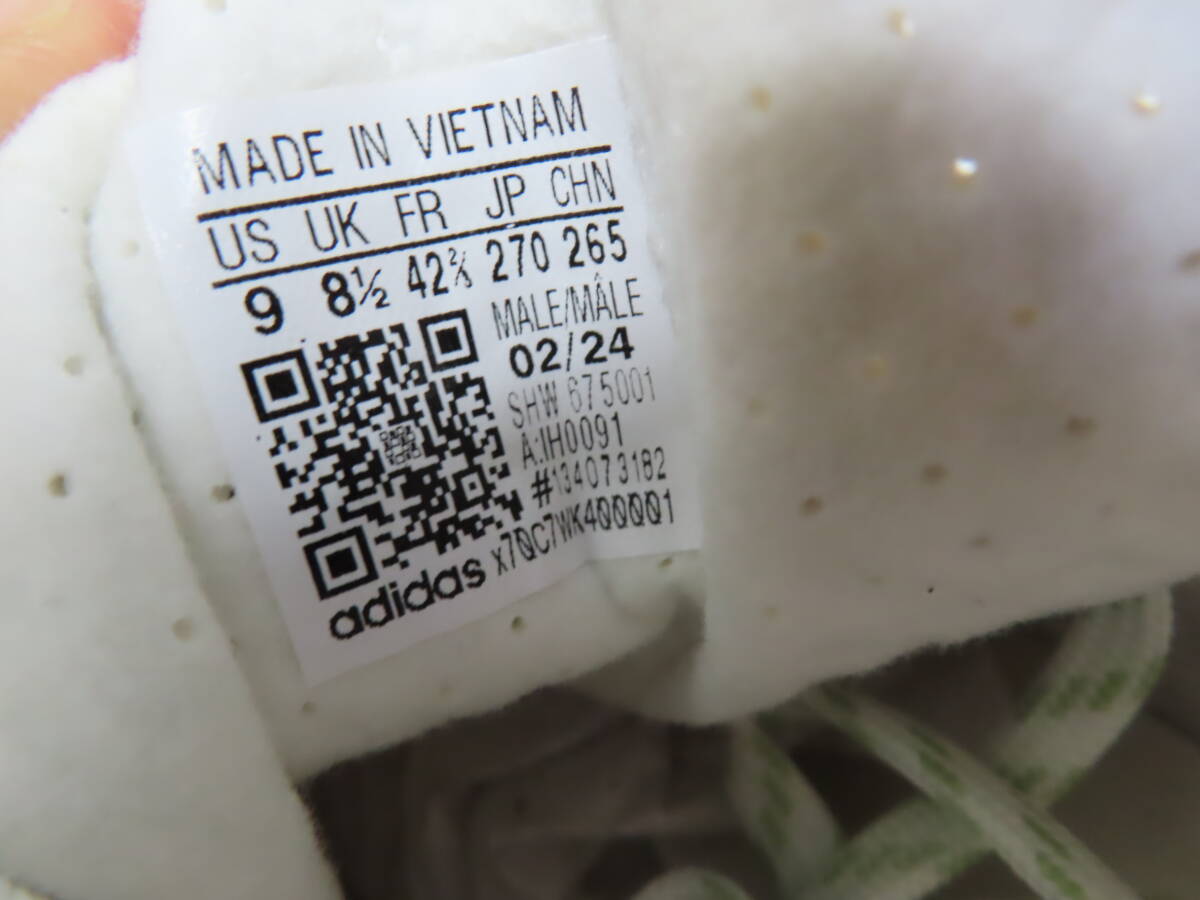 MADE IN VIETNAM
US UK FR JP CHN
9 8½ 42⅔ 270 265
MALE/MÂLE
02/24
SHW 675001
A:IH0091
#134073182
adidas x7QC7WK400001